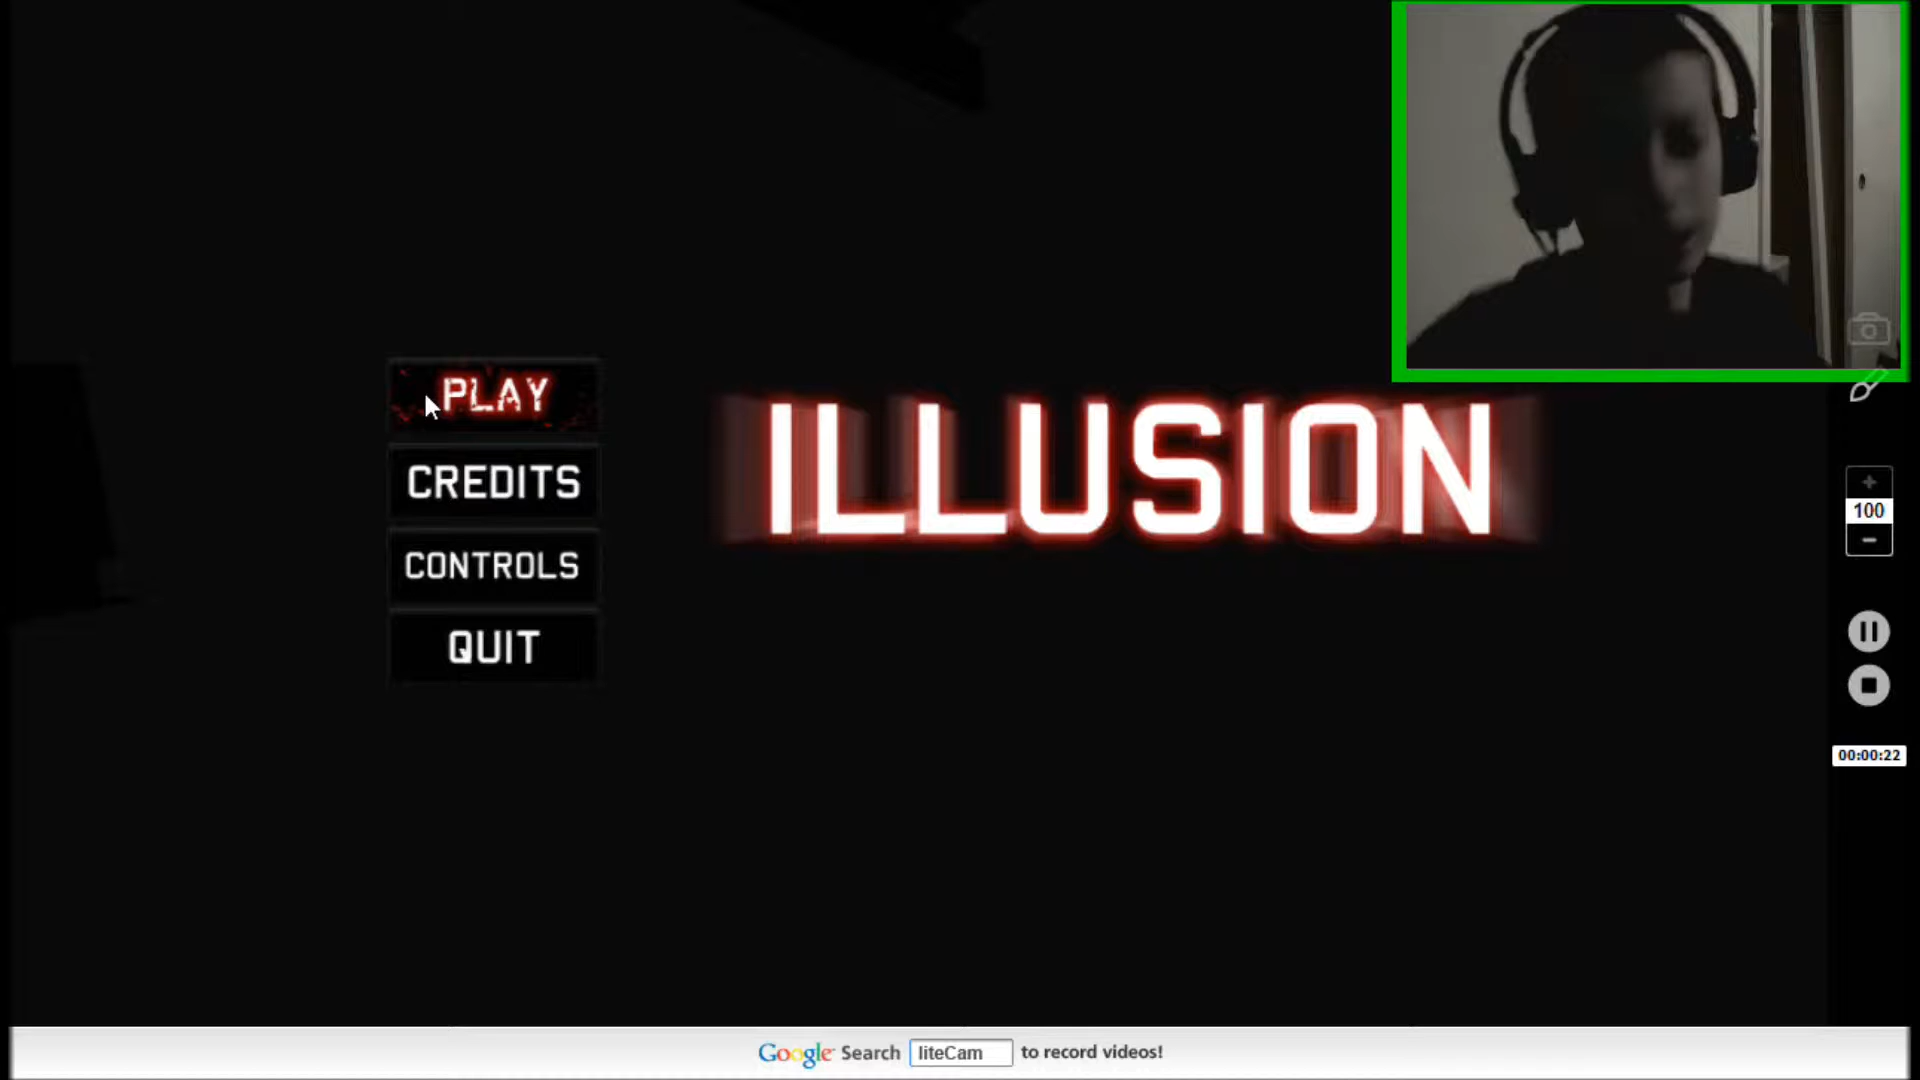 PLAY
CREDITS
CONTROLS
QUIT
ILLUSION
+
100
-
00:00:22
Google Search liteCam to record videos!